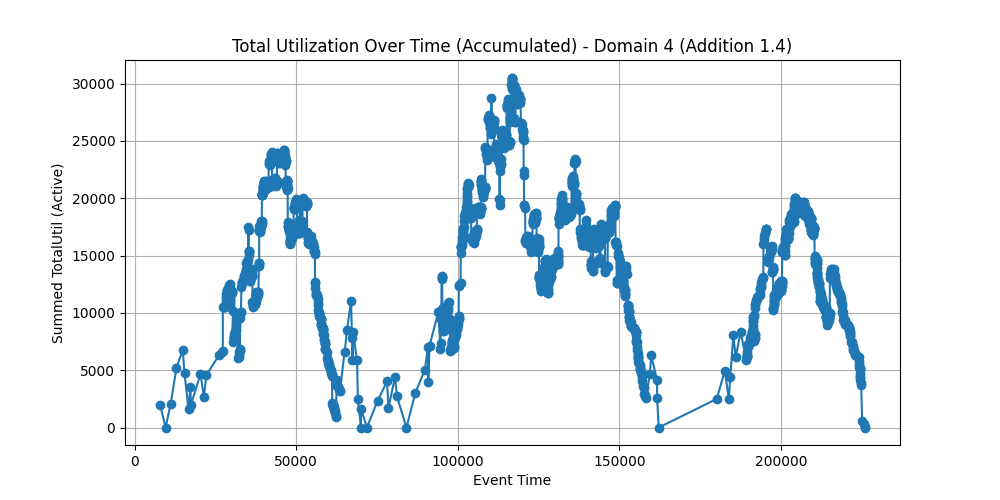 Total Utilization Over Time (Accumulated) - Domain 4 (Addition 1.4)
Summed TotalUtil (Active)
30000
25000
20000
15000
10000
5000
0
0 50000 100000 150000 200000
Event Time